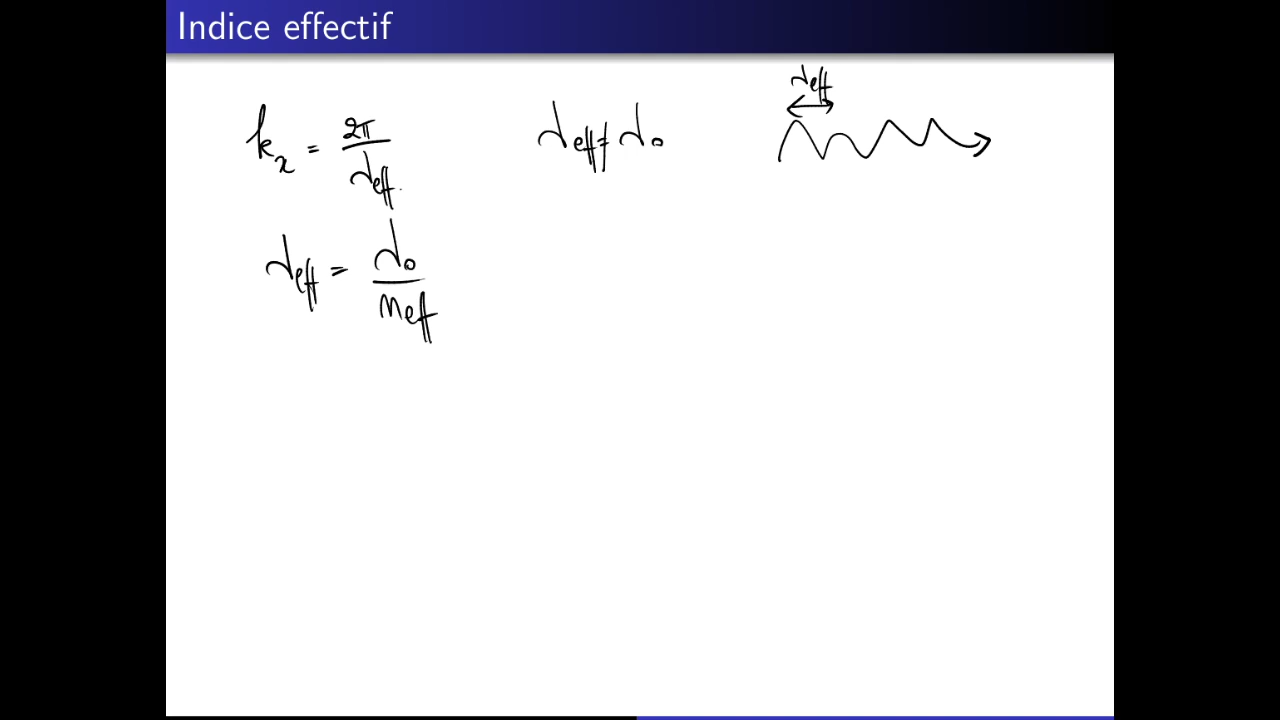 Indice effectif
λeff
kₓ = 2π / λeff λeff ≠ λ₀
λeff = λ₀ / neff